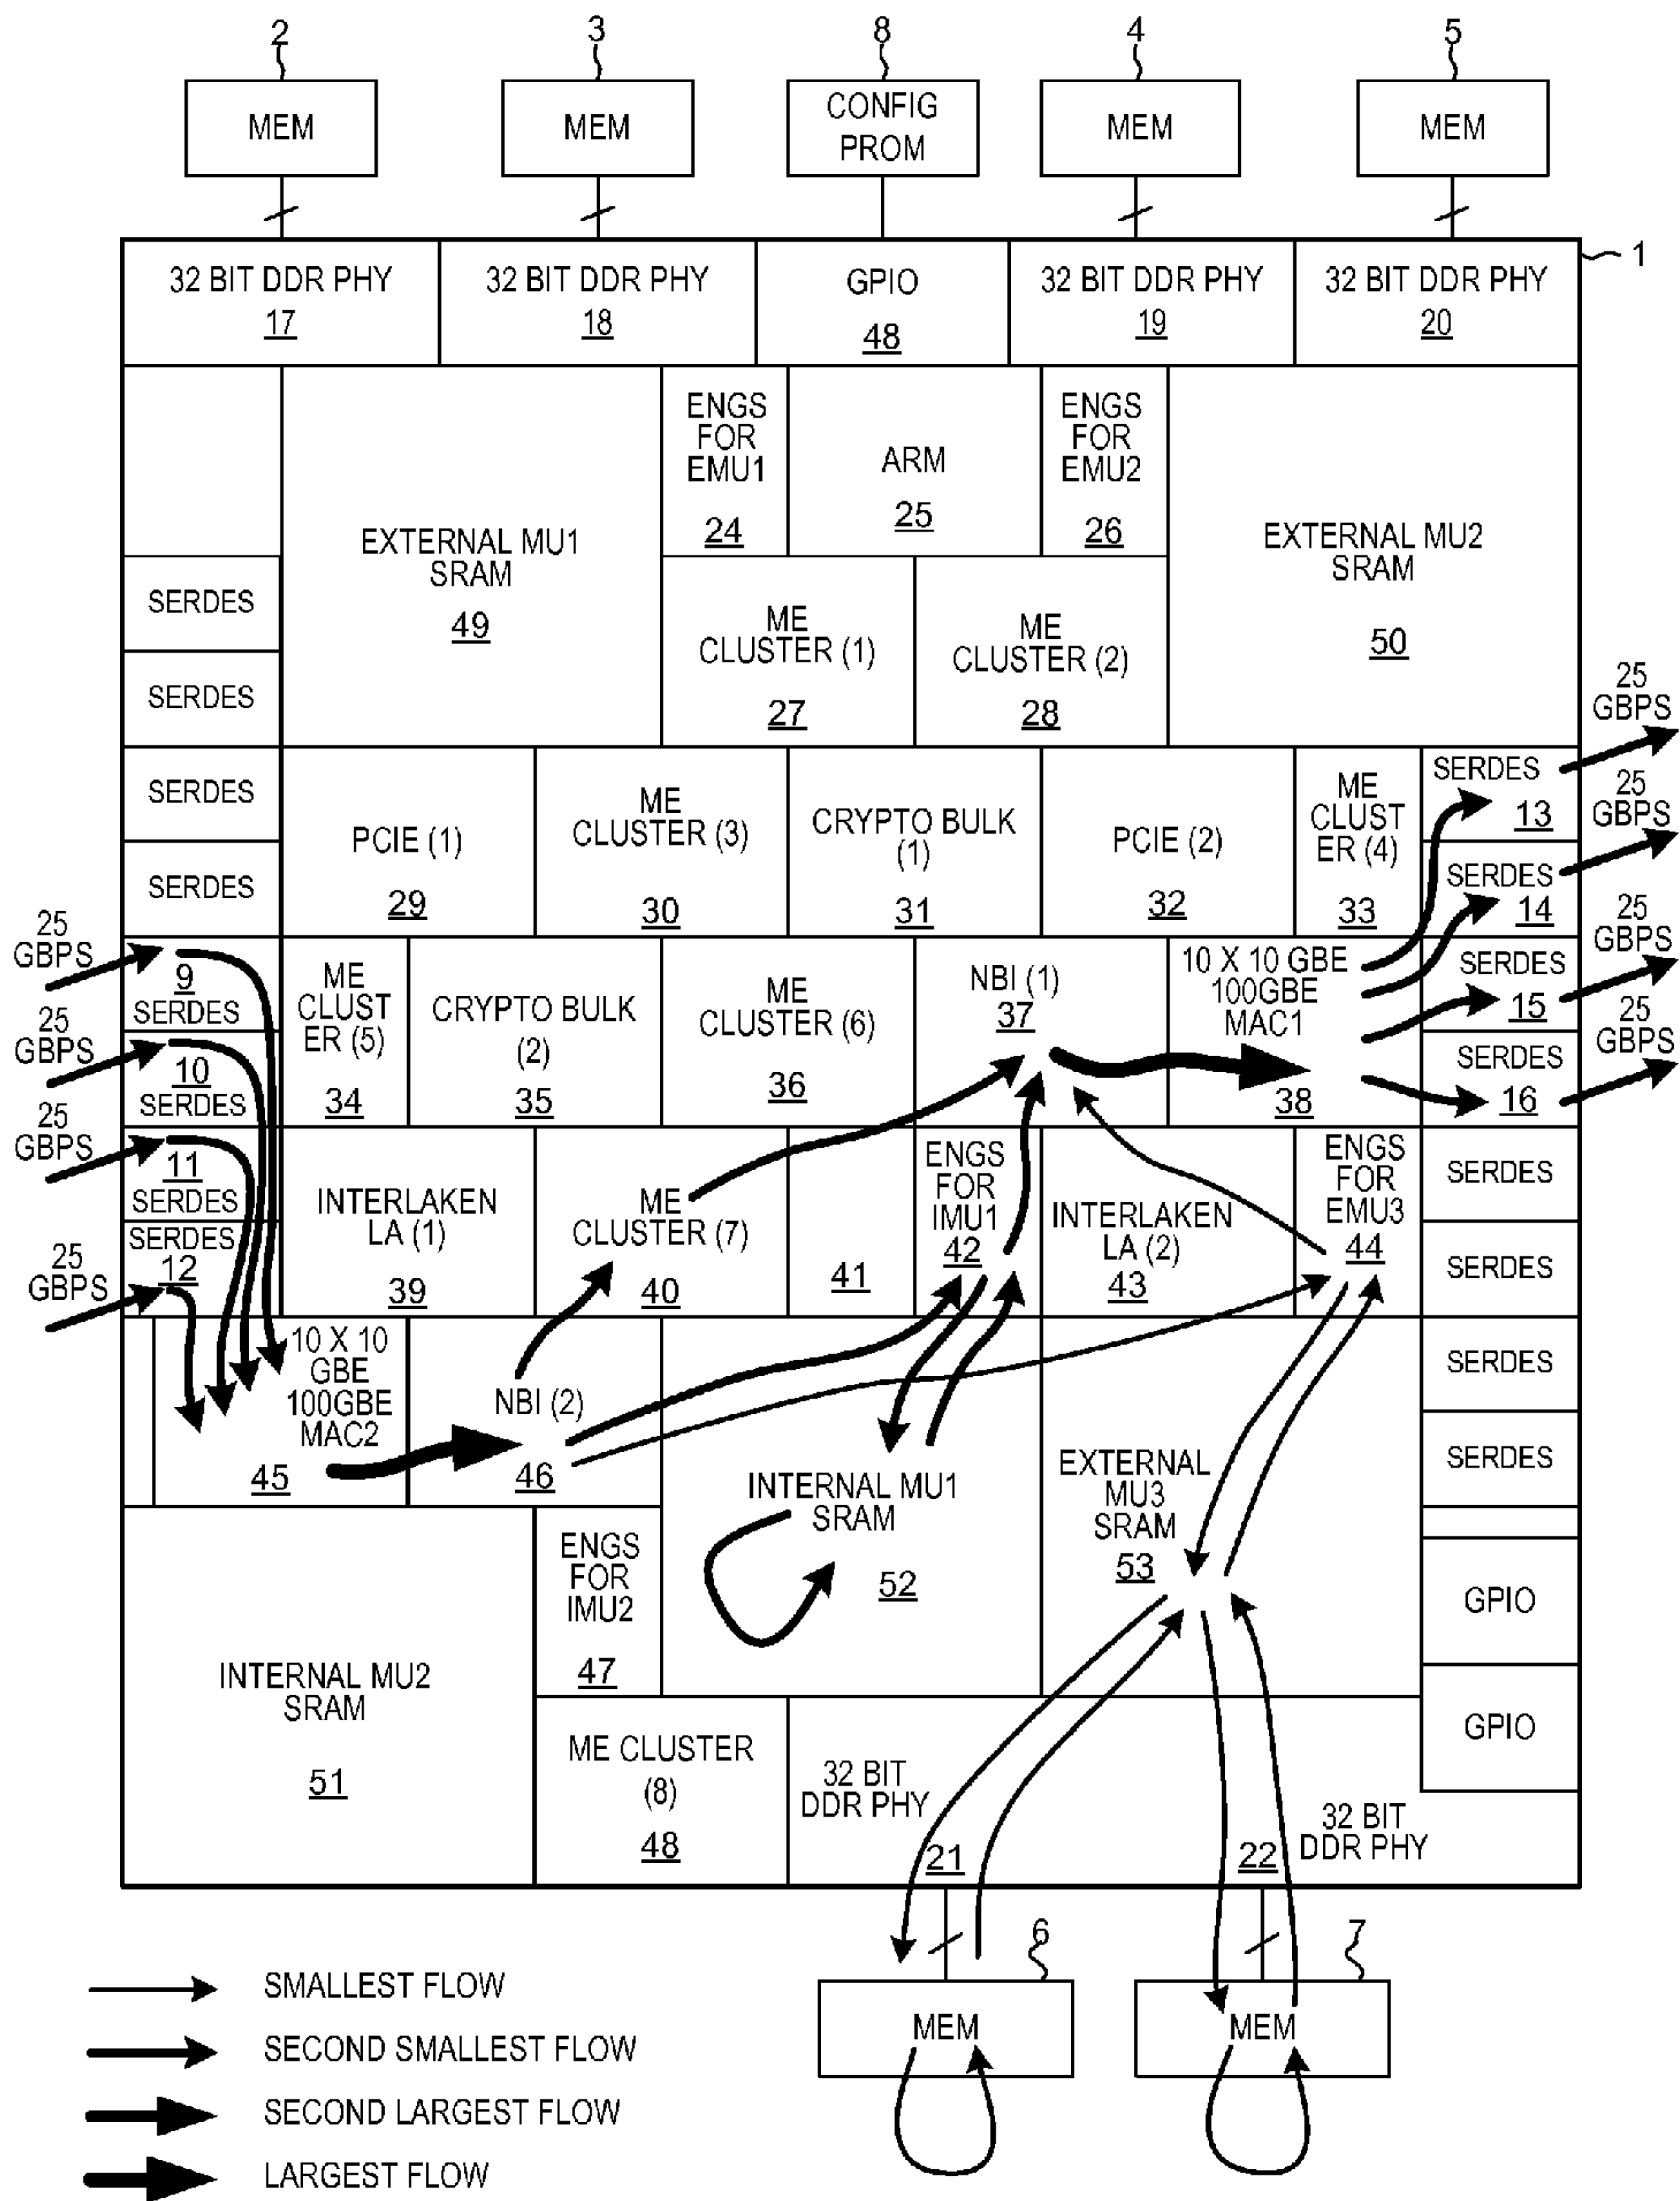 2
3
8
4
5
MEM
MEM
CONFIG
PROM
MEM
MEM
1
32 BIT DDR PHY
17
32 BIT DDR PHY
18
GPIO
48
32 BIT DDR PHY
19
32 BIT DDR PHY
20
EXTERNAL MU1
SRAM
49
ENGS
FOR
EMU1
24
ARM
25
ENGS
FOR
EMU2
26
EXTERNAL MU2
SRAM
50
SERDES
SERDES
ME
CLUSTER (1)
27
ME
CLUSTER (2)
28
25
GBPS
25
GBPS
25
GBPS
25
GBPS
SERDES
SERDES
PCIE (1)
29
ME
CLUSTER (3)
30
CRYPTO BULK
(1)
31
PCIE (2)
32
ME
CLUST
ER (4)
33
SERDES
13
SERDES
14
25
GBPS
25
GBPS
25
GBPS
25
GBPS
9
SERDES
10
SERDES
ME
CLUST
ER (5)
34
CRYPTO BULK
(2)
35
ME
CLUSTER (6)
36
NBI (1)
37
10 X 10 GBE
100GBE
MAC1
38
SERDES
15
SERDES
16
11
SERDES
SERDES
12
INTERLAKEN
LA (1)
39
ME
CLUSTER (7)
40
41
ENGS
FOR
IMU1
42
INTERLAKEN
LA (2)
43
ENGS
FOR
EMU3
44
SERDES
SERDES
10 X 10
GBE
100GBE
MAC2
45
NBI (2)
46
INTERNAL MU1
SRAM
52
EXTERNAL
MU3
SRAM
53
SERDES
SERDES
INTERNAL MU2
SRAM
51
ENGS
FOR
IMU2
47
GPIO
GPIO
ME CLUSTER
(8)
48
32 BIT
DDR PHY
21
32 BIT
DDR PHY
22
6
7
MEM
MEM
SMALLEST FLOW
SECOND SMALLEST FLOW
SECOND LARGEST FLOW
LARGEST FLOW